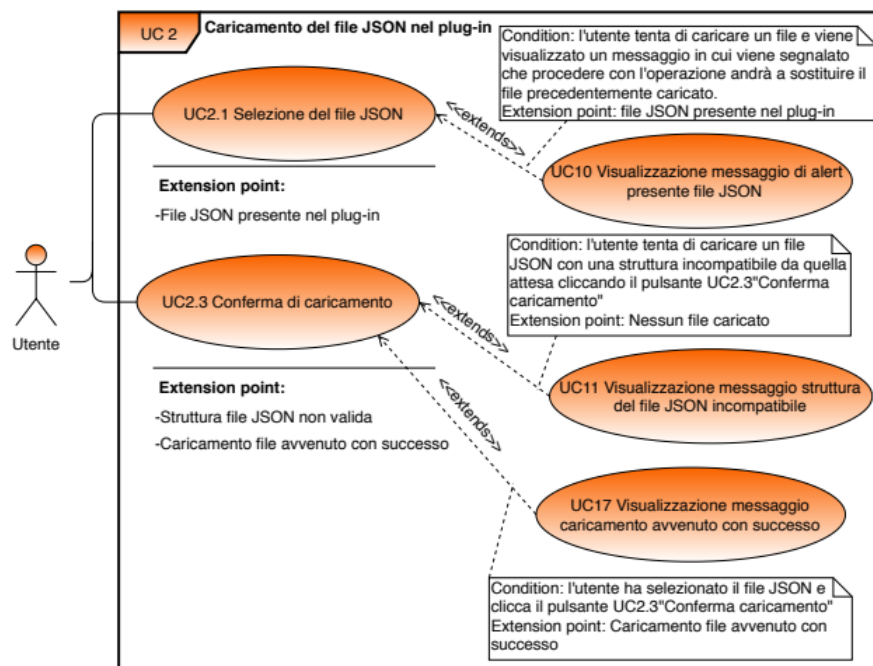 UC 2
Caricamento del file JSON nel plug-in
Condition: l'utente tenta di caricare un file e viene
visualizzato un messaggio in cui viene segnalato
che procedere con l'operazione andrà a sostituire il
file precedentemente caricato.
Extension point: file JSON presente nel plug-in
UC2.1 Selezione del file JSON
<<extends>>
UC10 Visualizzazione messaggio di alert
presente file JSON
Extension point:
-File JSON presente nel plug-in
Condition: l'utente tenta di caricare un file
JSON con una struttura incompatibile da quella
attesa cliccando il pulsante UC2.3"Conferma
caricamento"
Extension point: Nessun file caricato
Utente
UC2.3 Conferma di caricamento
<<extends>>
UC11 Visualizzazione messaggio struttura
del file JSON incompatibile
Extension point:
-Struttura file JSON non valida
-Caricamento file avvenuto con successo
<<extends>>
UC17 Visualizzazione messaggio
caricamento avvenuto con successo
Condition: l'utente ha selezionato il file JSON e
clicca il pulsante UC2.3"Conferma caricamento"
Extension point: Caricamento file avvenuto con
successo